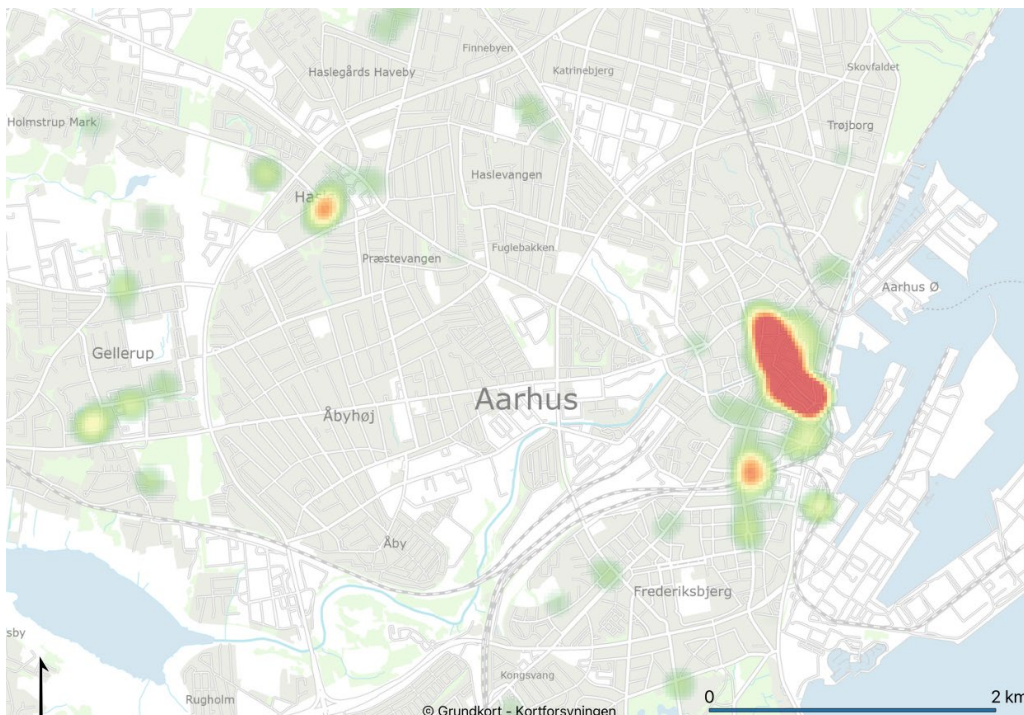 Finnebyen
Skovfaldet
Haslegårds Haveby
Katrinebjerg
Holmstrup Mark
Trøjborg
Haslevangen
Fuglebakken
Præstevangen
Aarhus Ø
Gellerup
Aarhus
Åbyhøj
Åby
Frederiksbjerg
sby
Kongsvang
Rugholm
0
2 km
© Grundkort - Kortforsyningen